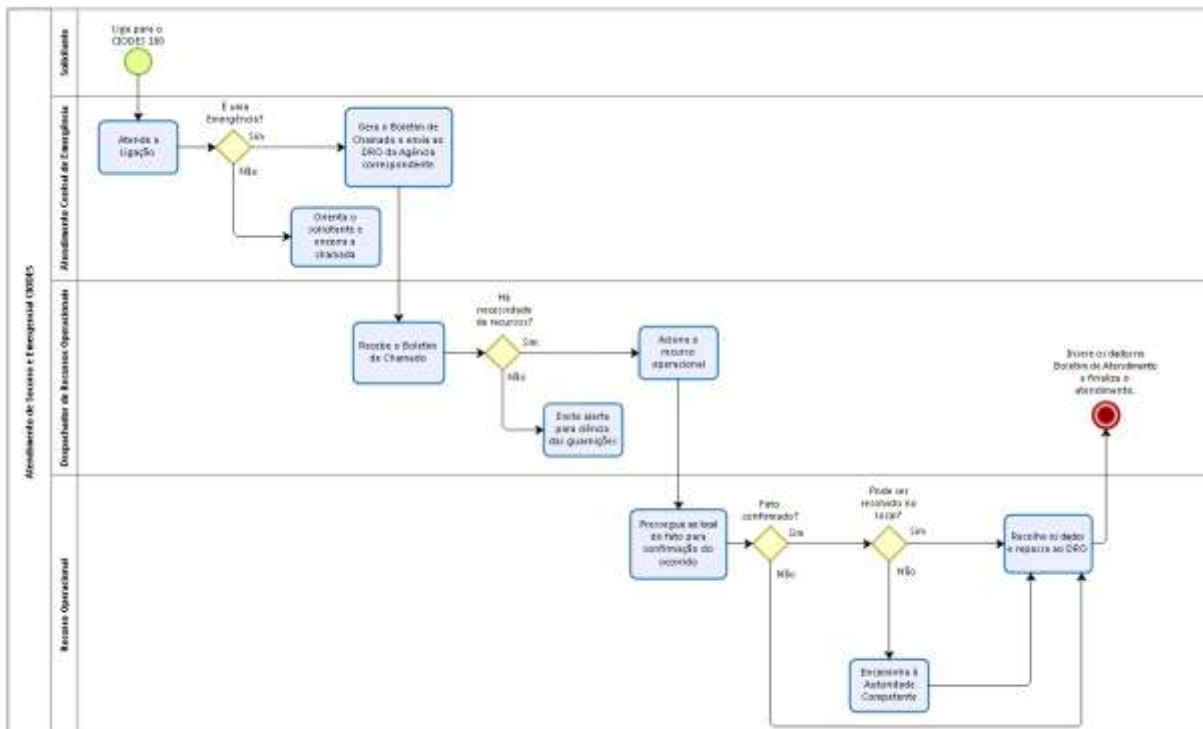 Atendimento de Socorro e Emergencial CIODES
Solicitante
Liga para o
CIODES 190
Atendimento Central de Emergência
Atende a
Ligação
É uma
Emergência?
Sim
Não
Gera o Boletim de
Chamado e envia ao
DRO da Agência
correspondente
Orienta o
solicitante e
encerra a
chamada
Despachador de Recursos Operacionais
Recebe o Boletim
de Chamado
Há
necessidade
de recursos?
Sim
Não
Aciona o
recurso
operacional
Emite alerta
para ciência
das guarnições
Insere os dados no
Boletim de Atendimento
e finaliza o
atendimento.
Recurso Operacional
Prossegue ao local
do fato para
confirmação do
ocorrido
Fato
confirmado?
Sim
Não
Pode ser
resolvido no
local?
Sim
Não
Recolhe os dados
e repassa ao DRO
Encaminha à
Autoridade
Competente